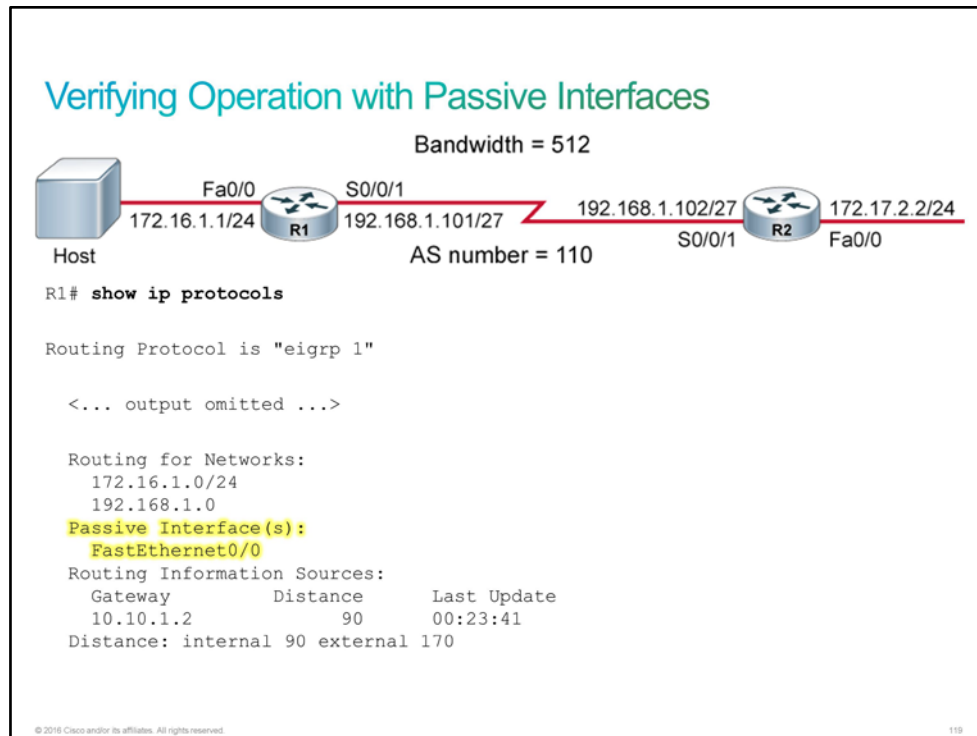 Verifying Operation with Passive Interfaces
Bandwidth = 512
Fa0/0
S0/0/1
172.16.1.1/24
R1
192.168.1.101/27
192.168.1.102/27
R2
172.17.2.2/24
S0/0/1
Fa0/0
Host
AS number = 110
R1# show ip protocols
Routing Protocol is "eigrp 1"
<... output omitted ...>
Routing for Networks:
172.16.1.0/24
192.168.1.0
Passive Interface(s):
FastEthernet0/0
Routing Information Sources:
Gateway Distance Last Update
10.10.1.2 90 00:23:41
Distance: internal 90 external 170
© 2016 Cisco and/or its affiliates. All rights reserved.
119